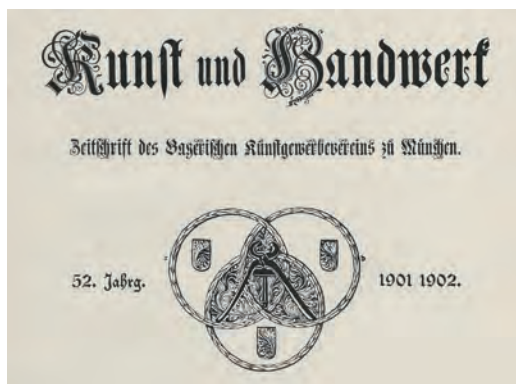 Kunst und Handwerk
Zeitschrift des Bayerischen Kunstgewerbevereins zu München.
52. Jahrg. 1901 1902.